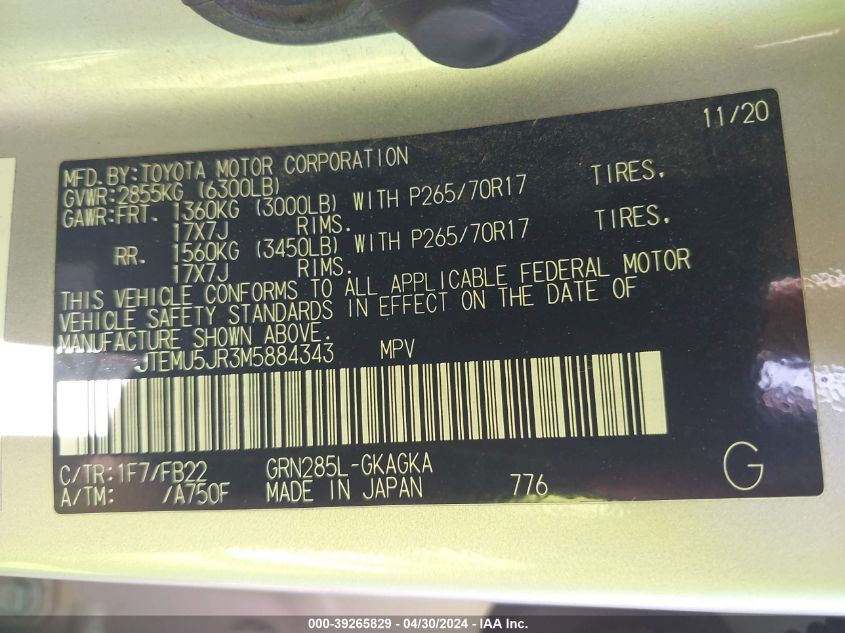 11/20
MFD.BY:TOYOTA MOTOR CORPORATION
GVWR:2855KG (6300LB)
GAWR:FRT. 1360KG (3000LB) WITH P265/70R17 TIRES,
17X7J RIMS.
RR. 1560KG (3450LB) WITH P265/70R17 TIRES,
17X7J RIMS.
THIS VEHICLE CONFORMS TO ALL APPLICABLE FEDERAL MOTOR
VEHICLE SAFETY STANDARDS IN EFFECT ON THE DATE OF
MANUFACTURE SHOWN ABOVE.
JTEMU5JR3M5884343 MPV
C/TR:1F7/FB22 GRN285L-GKAGKA
A/TM: /A750F MADE IN JAPAN 776 G
000-39265829 - 04/30/2024 - IAA Inc.